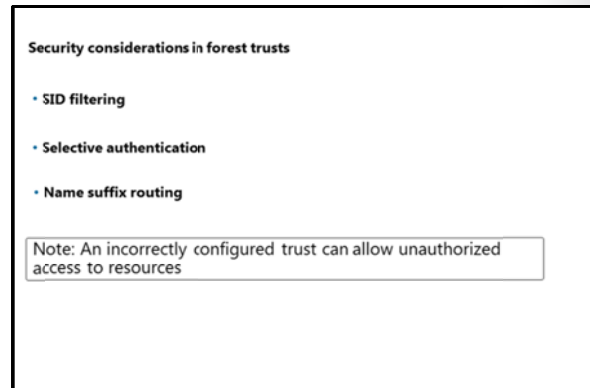 Security considerations in forest trusts
• SID filtering
• Selective authentication
• Name suffix routing
Note: An incorrectly configured trust can allow unauthorized
access to resources